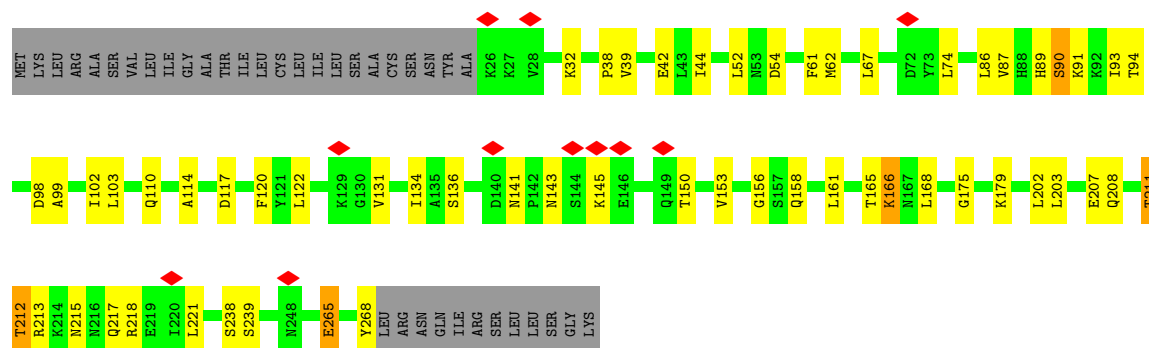 MET LYS LEU ARG ALA SER VAL LEU ILE GLY ALA THR ILE LEU CYS LEU ILE LEU SER ALA CYS SER ASN TYR ALA K26 K27 V28 K32 P38 V39 E42 L43 I44 L52 N53 D54 F61 M62 L67 D72 Y73 L74 L86 V87 H88 H89 S90 K91 K92 I93 T94
D98 A99 I102 L103 Q110 A114 D117 F120 Y121 L122 K129 G130 V131 I134 A135 S136 D140 N141 P142 N143 S144 K145 E146 Q149 T150 V153 G156 S157 Q158 L161 T165 K166 N167 L168 G175 K179 L202 L203 E207 Q208 T211
T212 R213 K214 N215 N216 Q217 R218 E219 I220 L221 S238 S239 N248 E265 Y268 LEU ARG ASN GLN ILE ARG SER LEU LEU SER GLY LYS